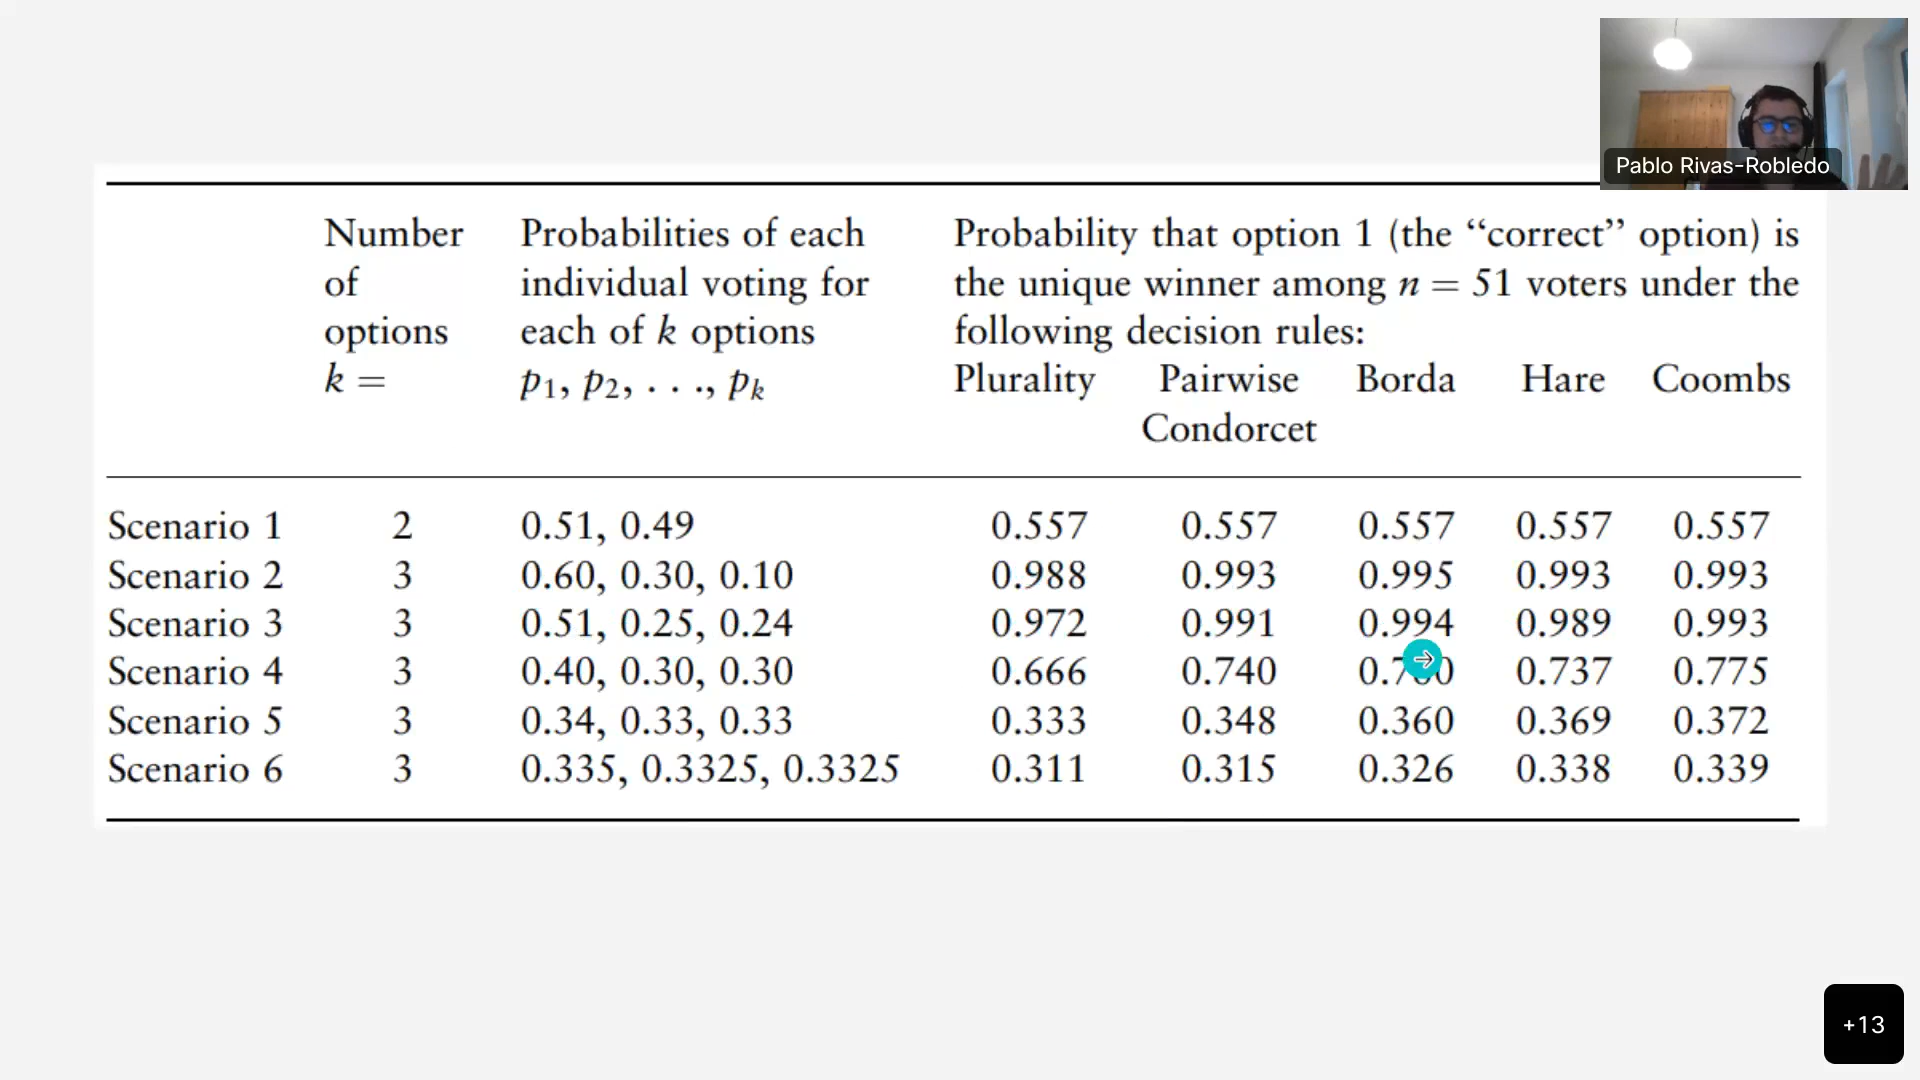 Pablo Rivas-Robledo
Number of options k =
Probabilities of each individual voting for each of k options p1, p2, . . ., pk
Probability that option 1 (the “correct” option) is
the unique winner among n = 51 voters under the
following decision rules:
Plurality Pairwise Condorcet Borda Hare Coombs
Scenario 1 2 0.51, 0.49 0.557 0.557 0.557 0.557 0.557
Scenario 2 3 0.60, 0.30, 0.10 0.988 0.993 0.995 0.993 0.993
Scenario 3 3 0.51, 0.25, 0.24 0.972 0.991 0.994 0.989 0.993
Scenario 4 3 0.40, 0.30, 0.30 0.666 0.740 0.737 0.775
Scenario 5 3 0.34, 0.33, 0.33 0.333 0.348 0.360 0.369 0.372
Scenario 6 3 0.335, 0.3325, 0.3325 0.311 0.315 0.326 0.338 0.339
+13